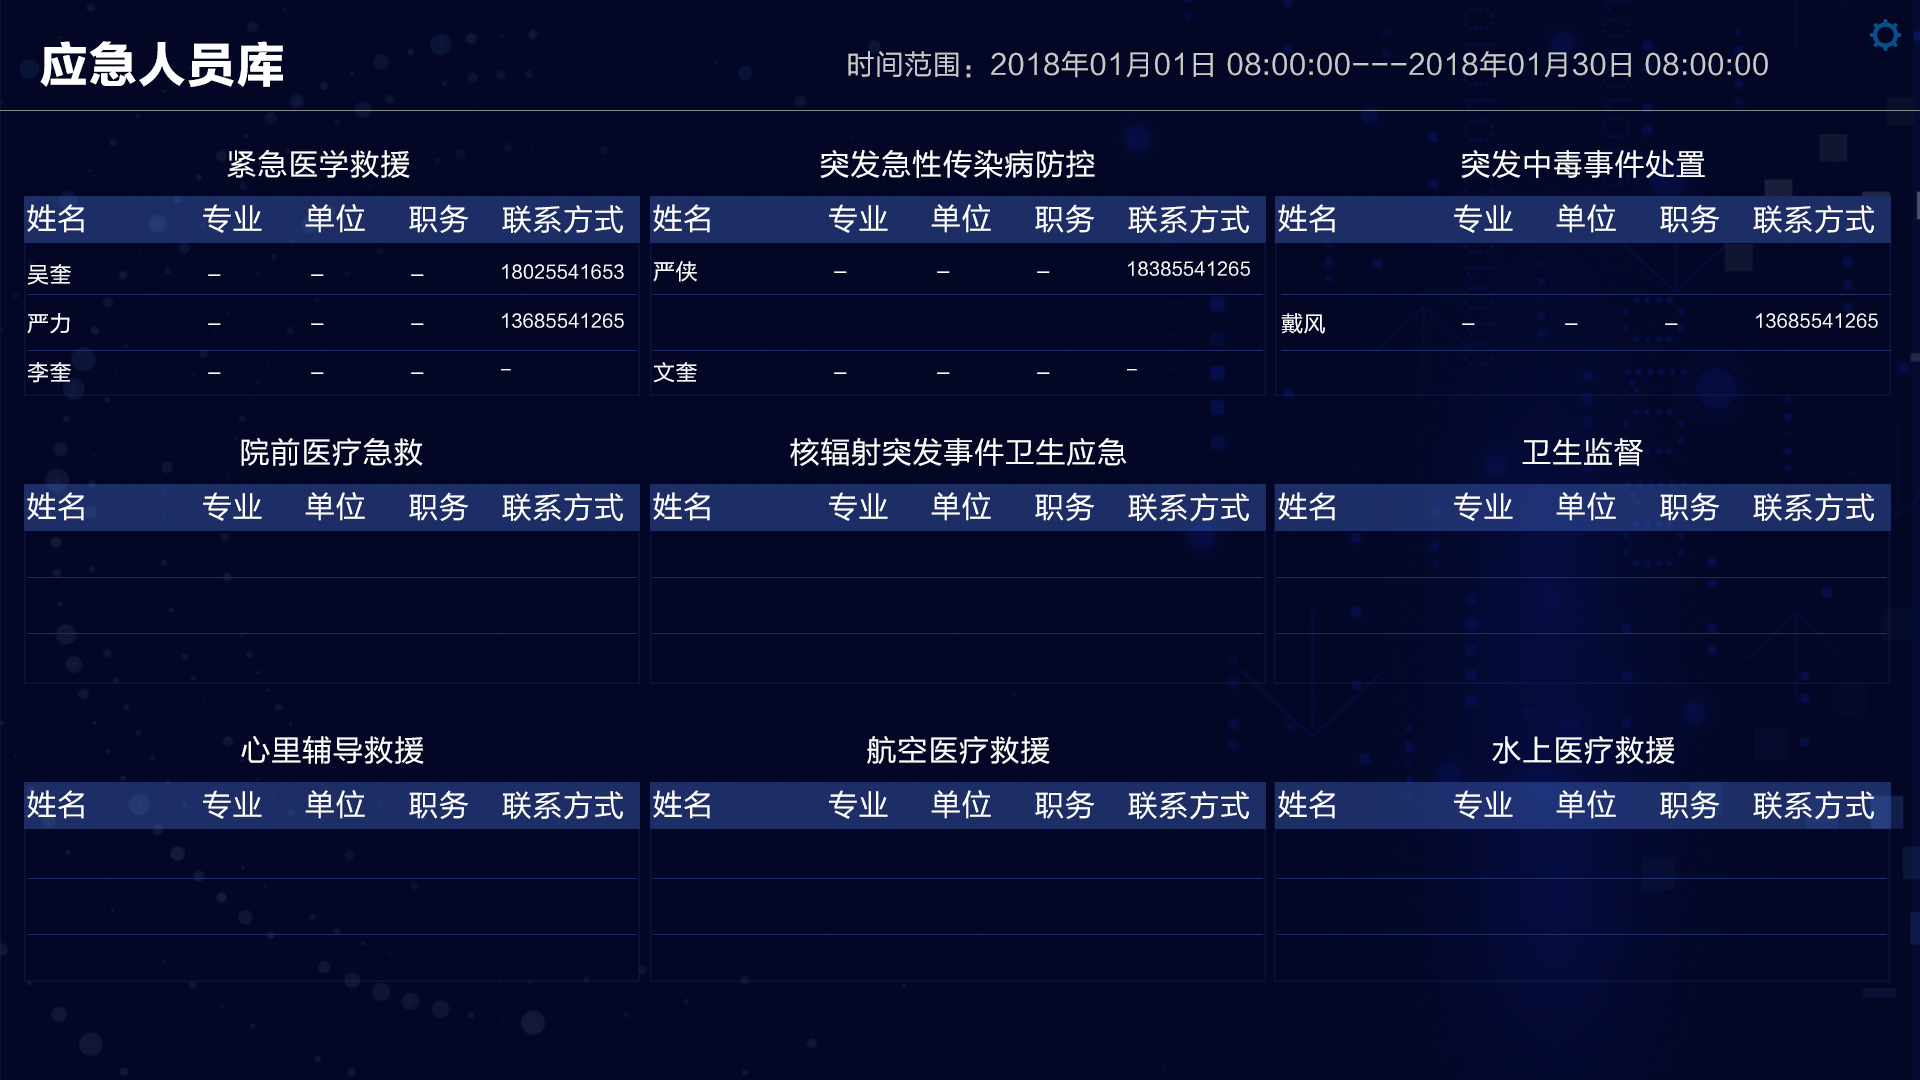 应急人员库
时间范围：2018年01月01日 08:00:00---2018年01月30日 08:00:00
紧急医学救援
姓名 专业 单位 职务 联系方式
吴奎 – – – 18025541653
严力 – – – 13685541265
李奎 – – – –
突发急性传染病防控
姓名 专业 单位 职务 联系方式
严侠 – – – 18385541265
文奎 – – – –
突发中毒事件处置
姓名 专业 单位 职务 联系方式
戴风 – – – 13685541265
院前医疗急救
姓名 专业 单位 职务 联系方式
核辐射突发事件卫生应急
姓名 专业 单位 职务 联系方式
卫生监督
姓名 专业 单位 职务 联系方式
心里辅导救援
姓名 专业 单位 职务 联系方式
航空医疗救援
姓名 专业 单位 职务 联系方式
水上医疗救援
姓名 专业 单位 职务 联系方式